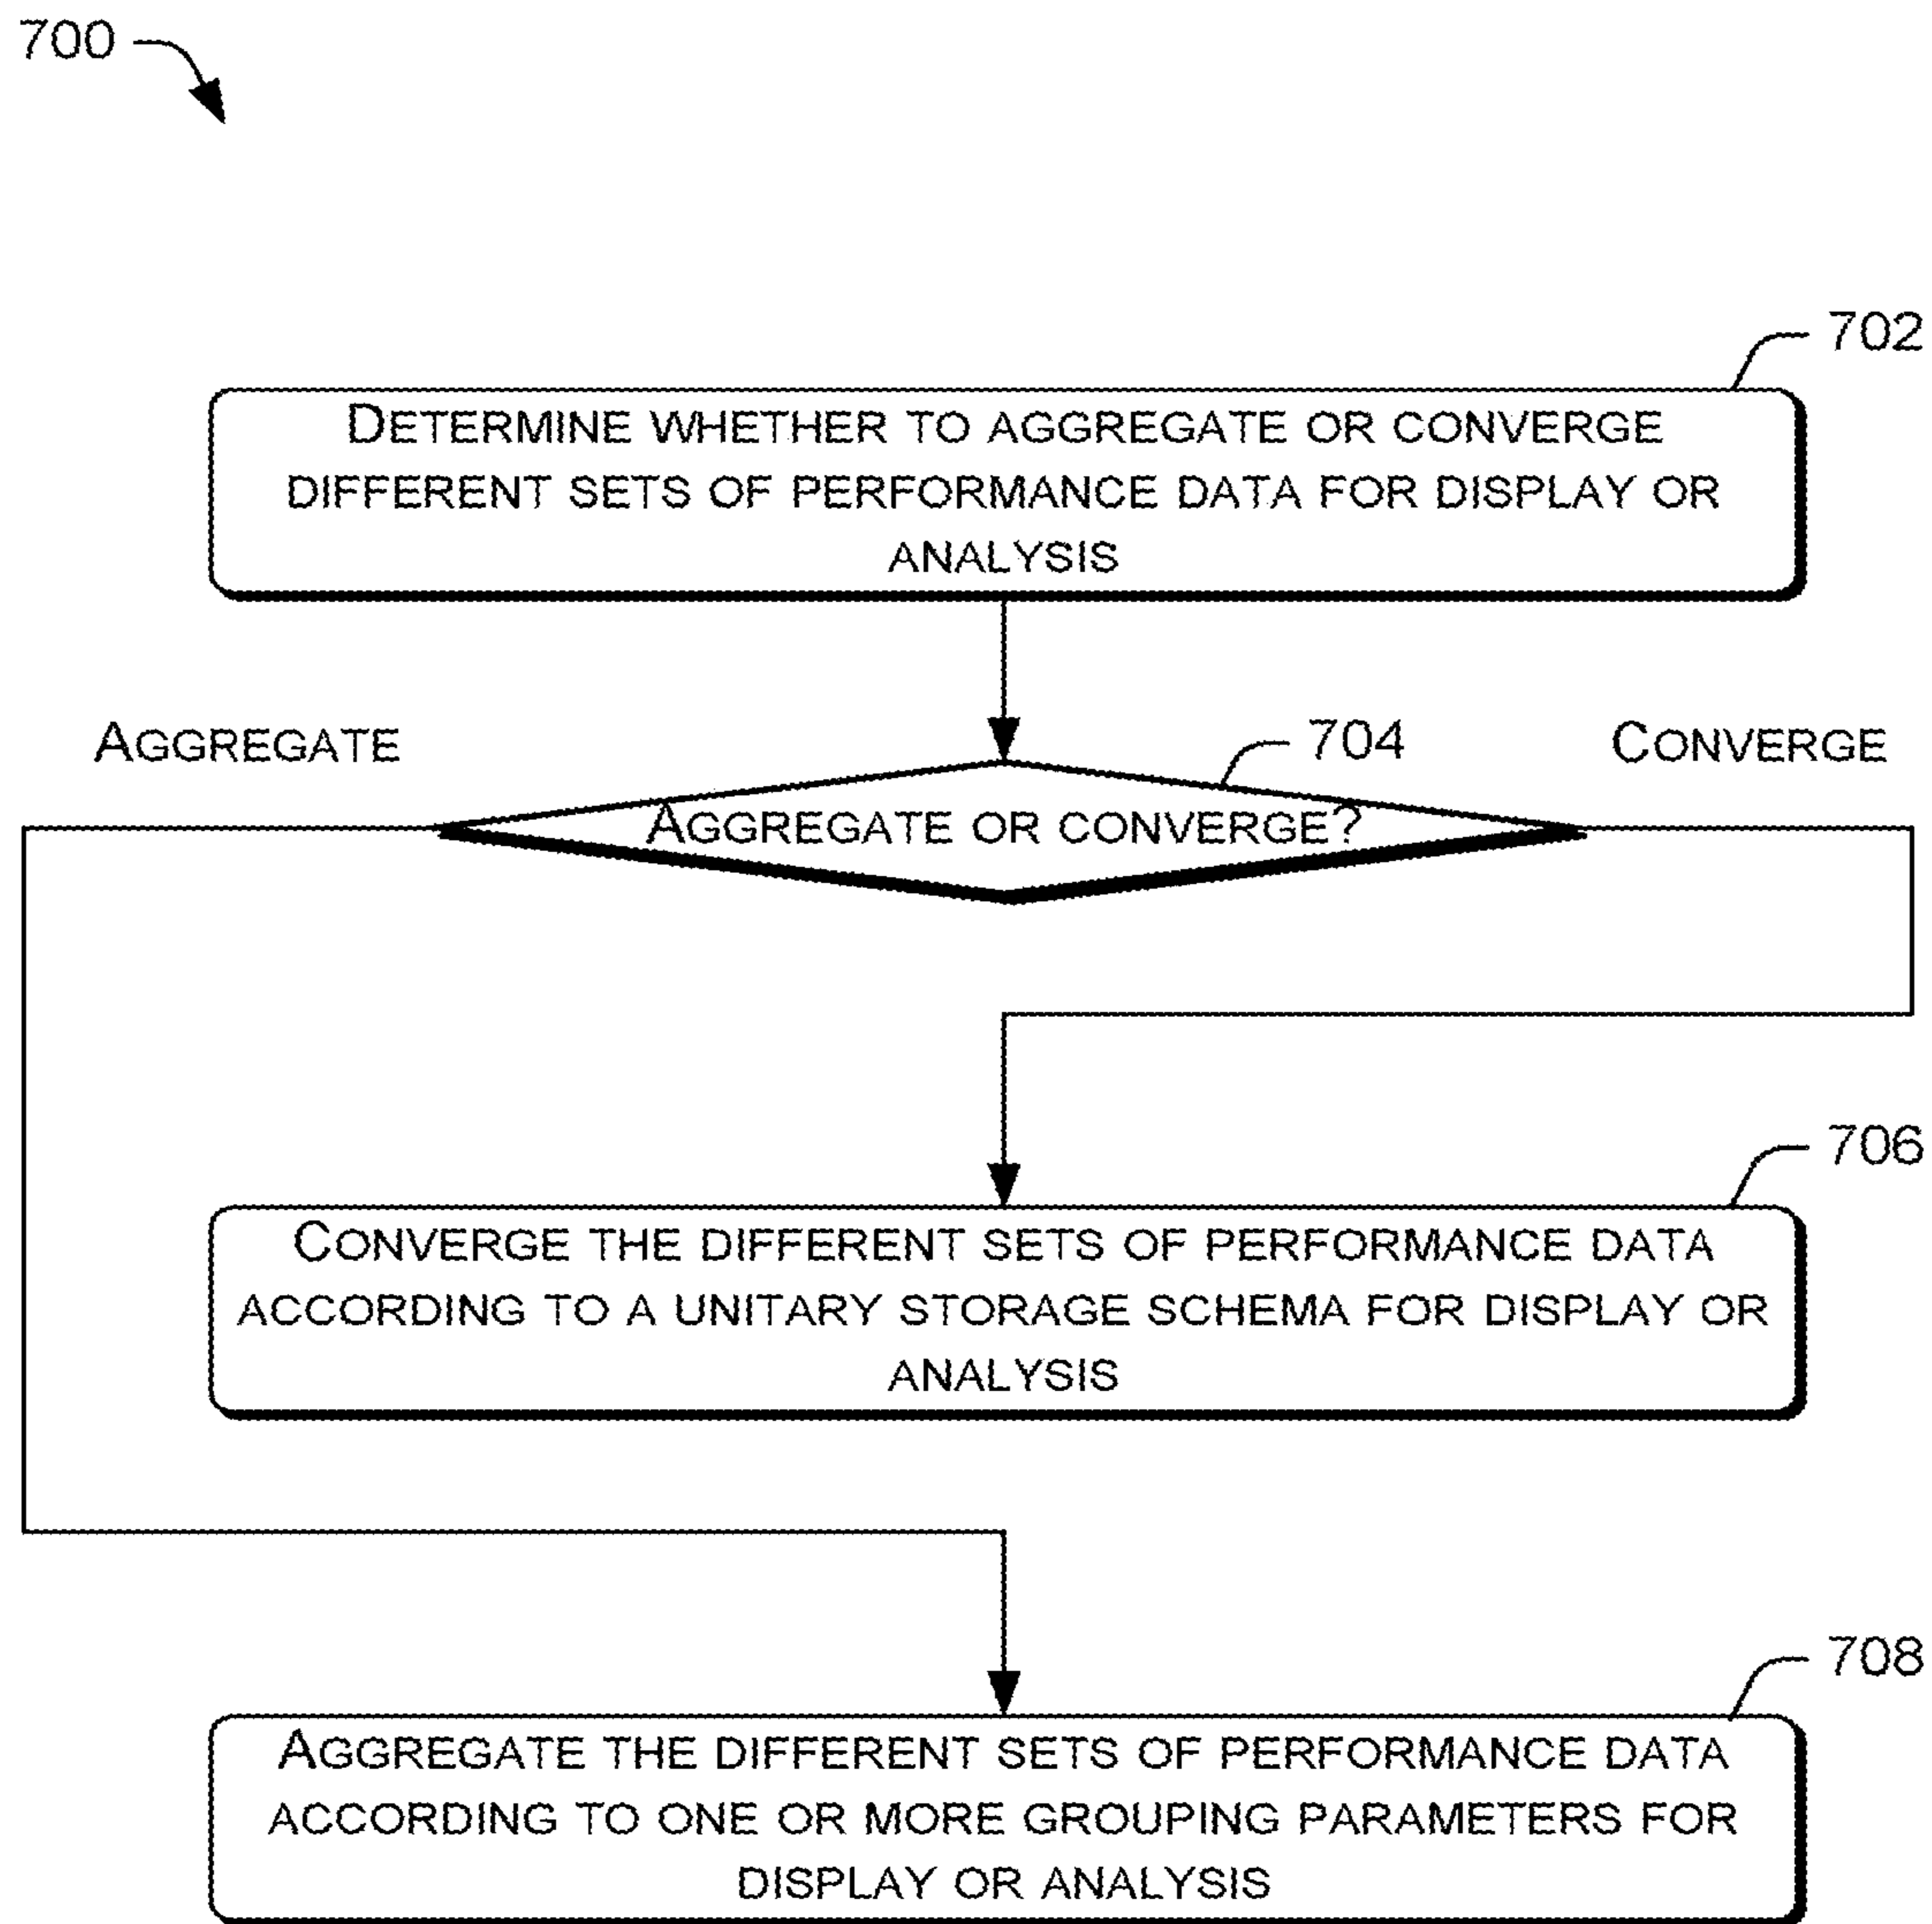 700
702
DETERMINE WHETHER TO AGGREGATE OR CONVERGE
DIFFERENT SETS OF PERFORMANCE DATA FOR DISPLAY OR
ANALYSIS
AGGREGATE
704
CONVERGE
AGGREGATE OR CONVERGE?
706
CONVERGE THE DIFFERENT SETS OF PERFORMANCE DATA
ACCORDING TO A UNITARY STORAGE SCHEMA FOR DISPLAY OR
ANALYSIS
708
AGGREGATE THE DIFFERENT SETS OF PERFORMANCE DATA
ACCORDING TO ONE OR MORE GROUPING PARAMETERS FOR
DISPLAY OR ANALYSIS